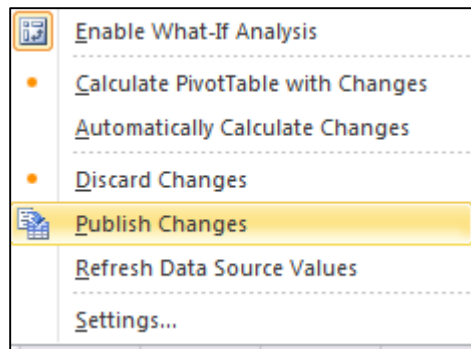 Enable What-If Analysis
Calculate PivotTable with Changes
Automatically Calculate Changes
Discard Changes
Publish Changes
Refresh Data Source Values
Settings...